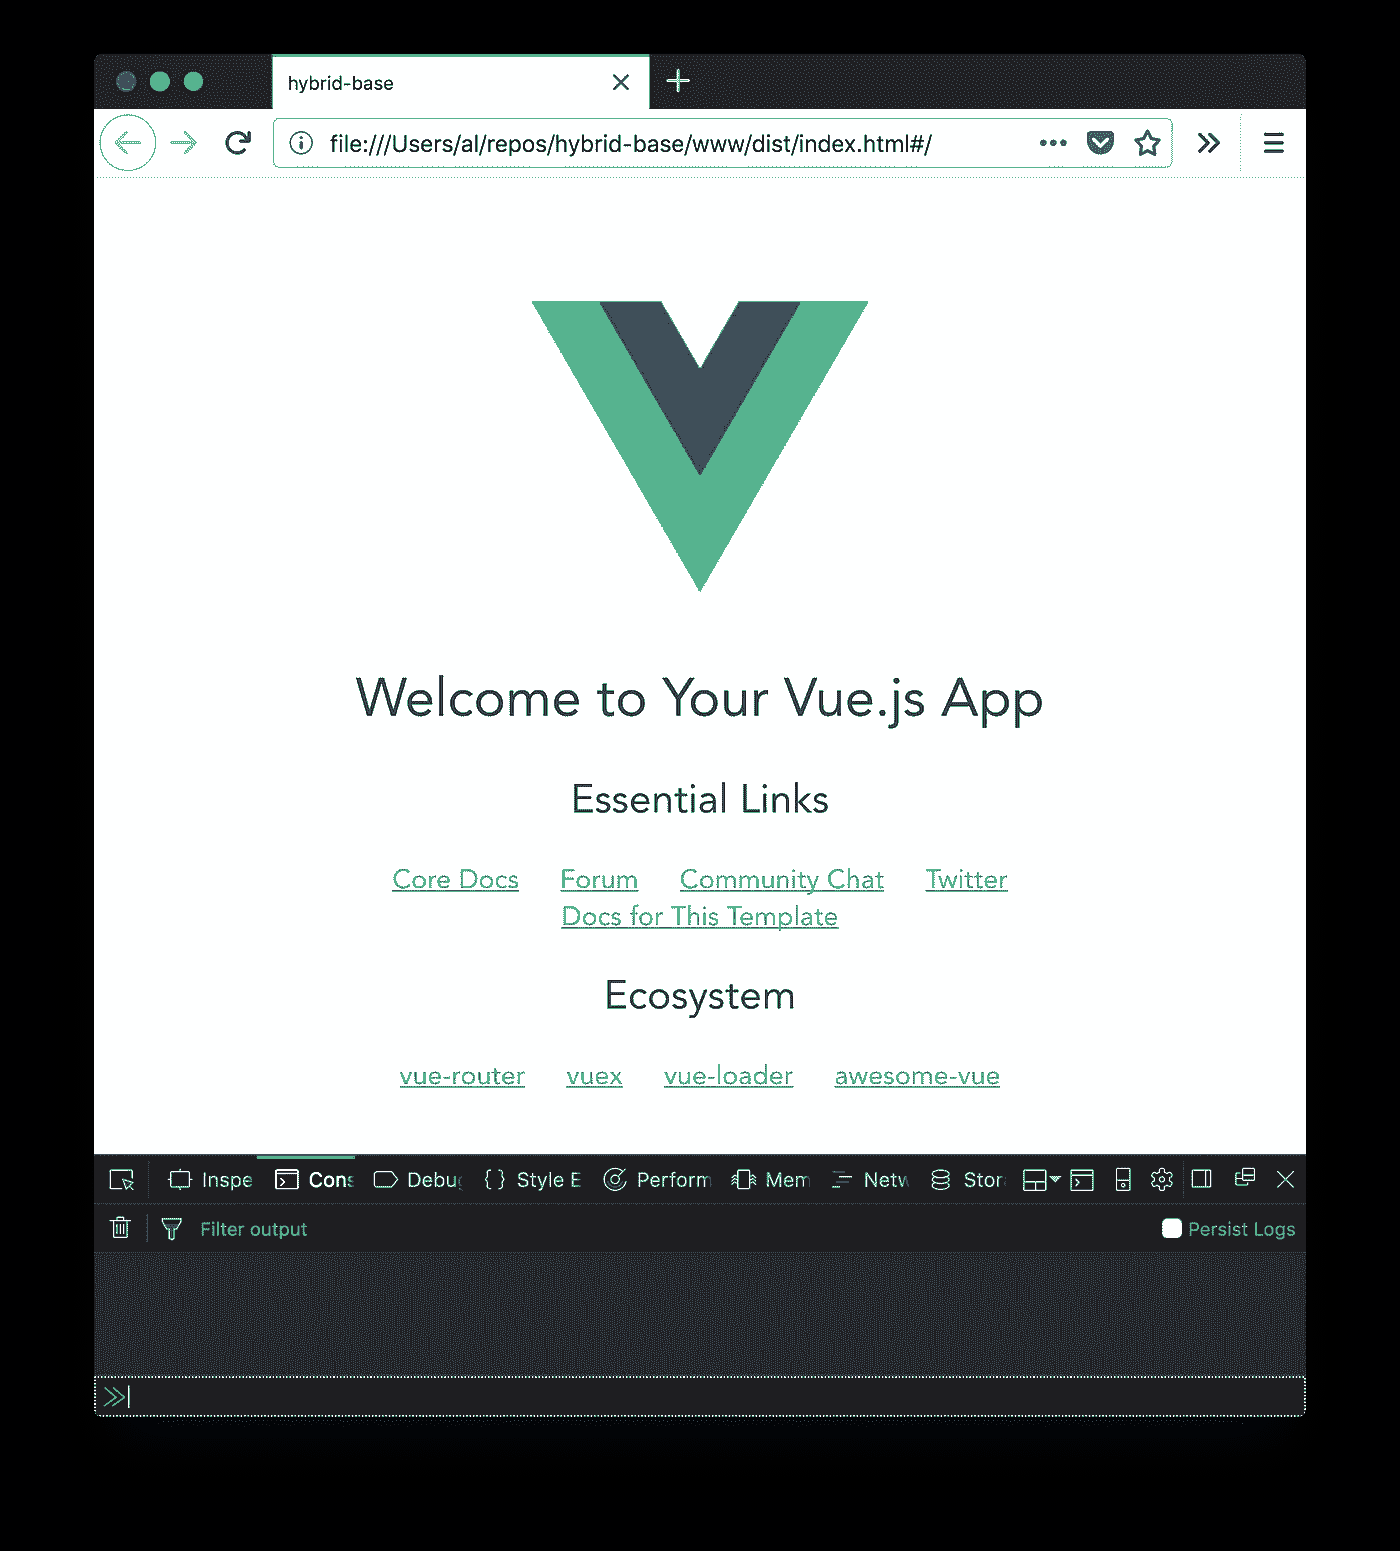 hybrid-base
file:///Users/al/repos/hybrid-base/www/dist/index.html#/
Welcome to Your Vue.js App
Essential Links
Core Docs Forum Community Chat Twitter
Docs for This Template
Ecosystem
vue-router vuex vue-loader awesome-vue
Inspe Cons Debu Style E Perform Mem Netw Stor
Filter output Persist Logs